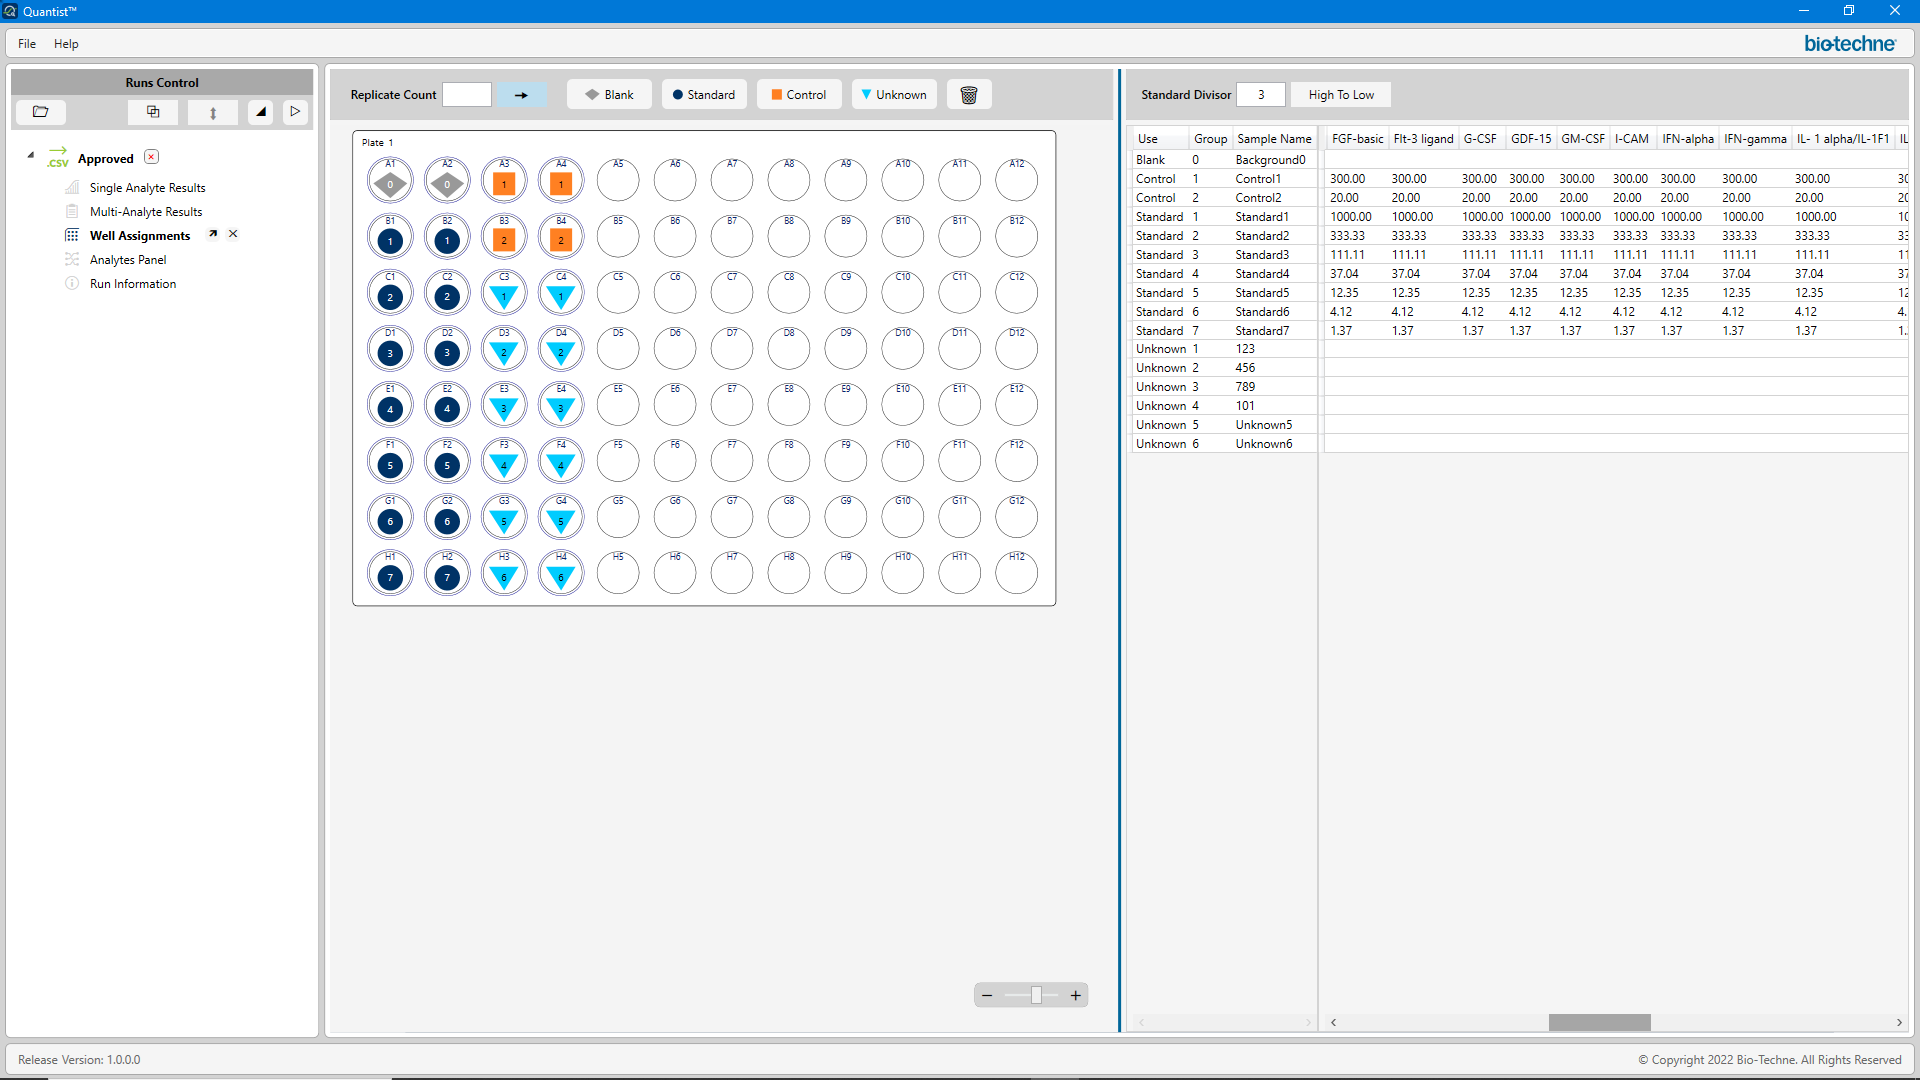 Quantist™
File Help
bio-techne
Runs Control
.csv Approved
Single Analyte Results
Multi-Analyte Results
Well Assignments
Analytes Panel
Run Information
Replicate Count Blank Standard Control Unknown
Plate 1
A1 A2 A3 A4 A5 A6 A7 A8 A9 A10 A11 A12
0 0 1 1
B1 B2 B3 B4 B5 B6 B7 B8 B9 B10 B11 B12
1 1 2 2
C1 C2 C3 C4 C5 C6 C7 C8 C9 C10 C11 C12
2 2 1 1
D1 D2 D3 D4 D5 D6 D7 D8 D9 D10 D11 D12
3 3 2 2
E1 E2 E3 E4 E5 E6 E7 E8 E9 E10 E11 E12
4 4 3 3
F1 F2 F3 F4 F5 F6 F7 F8 F9 F10 F11 F12
5 5 4 4
G1 G2 G3 G4 G5 G6 G7 G8 G9 G10 G11 G12
6 6 5 5
H1 H2 H3 H4 H5 H6 H7 H8 H9 H10 H11 H12
7 7 6 6
Standard Divisor 3 High To Low
Use Group Sample Name FGF-basic Flt-3 ligand G-CSF GDF-15 GM-CSF I-CAM IFN-alpha IFN-gamma IL- 1 alpha/IL-1F1 IL
Blank 0 Background0
Control 1 Control1 300.00 300.00 300.00 300.00 300.00 300.00 300.00 300.00 300.00 30
Control 2 Control2 20.00 20.00 20.00 20.00 20.00 20.00 20.00 20.00 20.00 20
Standard 1 Standard1 1000.00 1000.00 1000.00 1000.00 1000.00 1000.00 1000.00 1000.00 1000.00 10
Standard 2 Standard2 333.33 333.33 333.33 333.33 333.33 333.33 333.33 333.33 333.33 33
Standard 3 Standard3 111.11 111.11 111.11 111.11 111.11 111.11 111.11 111.11 111.11 11
Standard 4 Standard4 37.04 37.04 37.04 37.04 37.04 37.04 37.04 37.04 37.04 37
Standard 5 Standard5 12.35 12.35 12.35 12.35 12.35 12.35 12.35 12.35 12.35 12
Standard 6 Standard6 4.12 4.12 4.12 4.12 4.12 4.12 4.12 4.12 4.12 4.
Standard 7 Standard7 1.37 1.37 1.37 1.37 1.37 1.37 1.37 1.37 1.37 1.
Unknown 1 123
Unknown 2 456
Unknown 3 789
Unknown 4 101
Unknown 5 Unknown5
Unknown 6 Unknown6
Release Version: 1.0.0.0
© Copyright 2022 Bio-Techne. All Rights Reserved